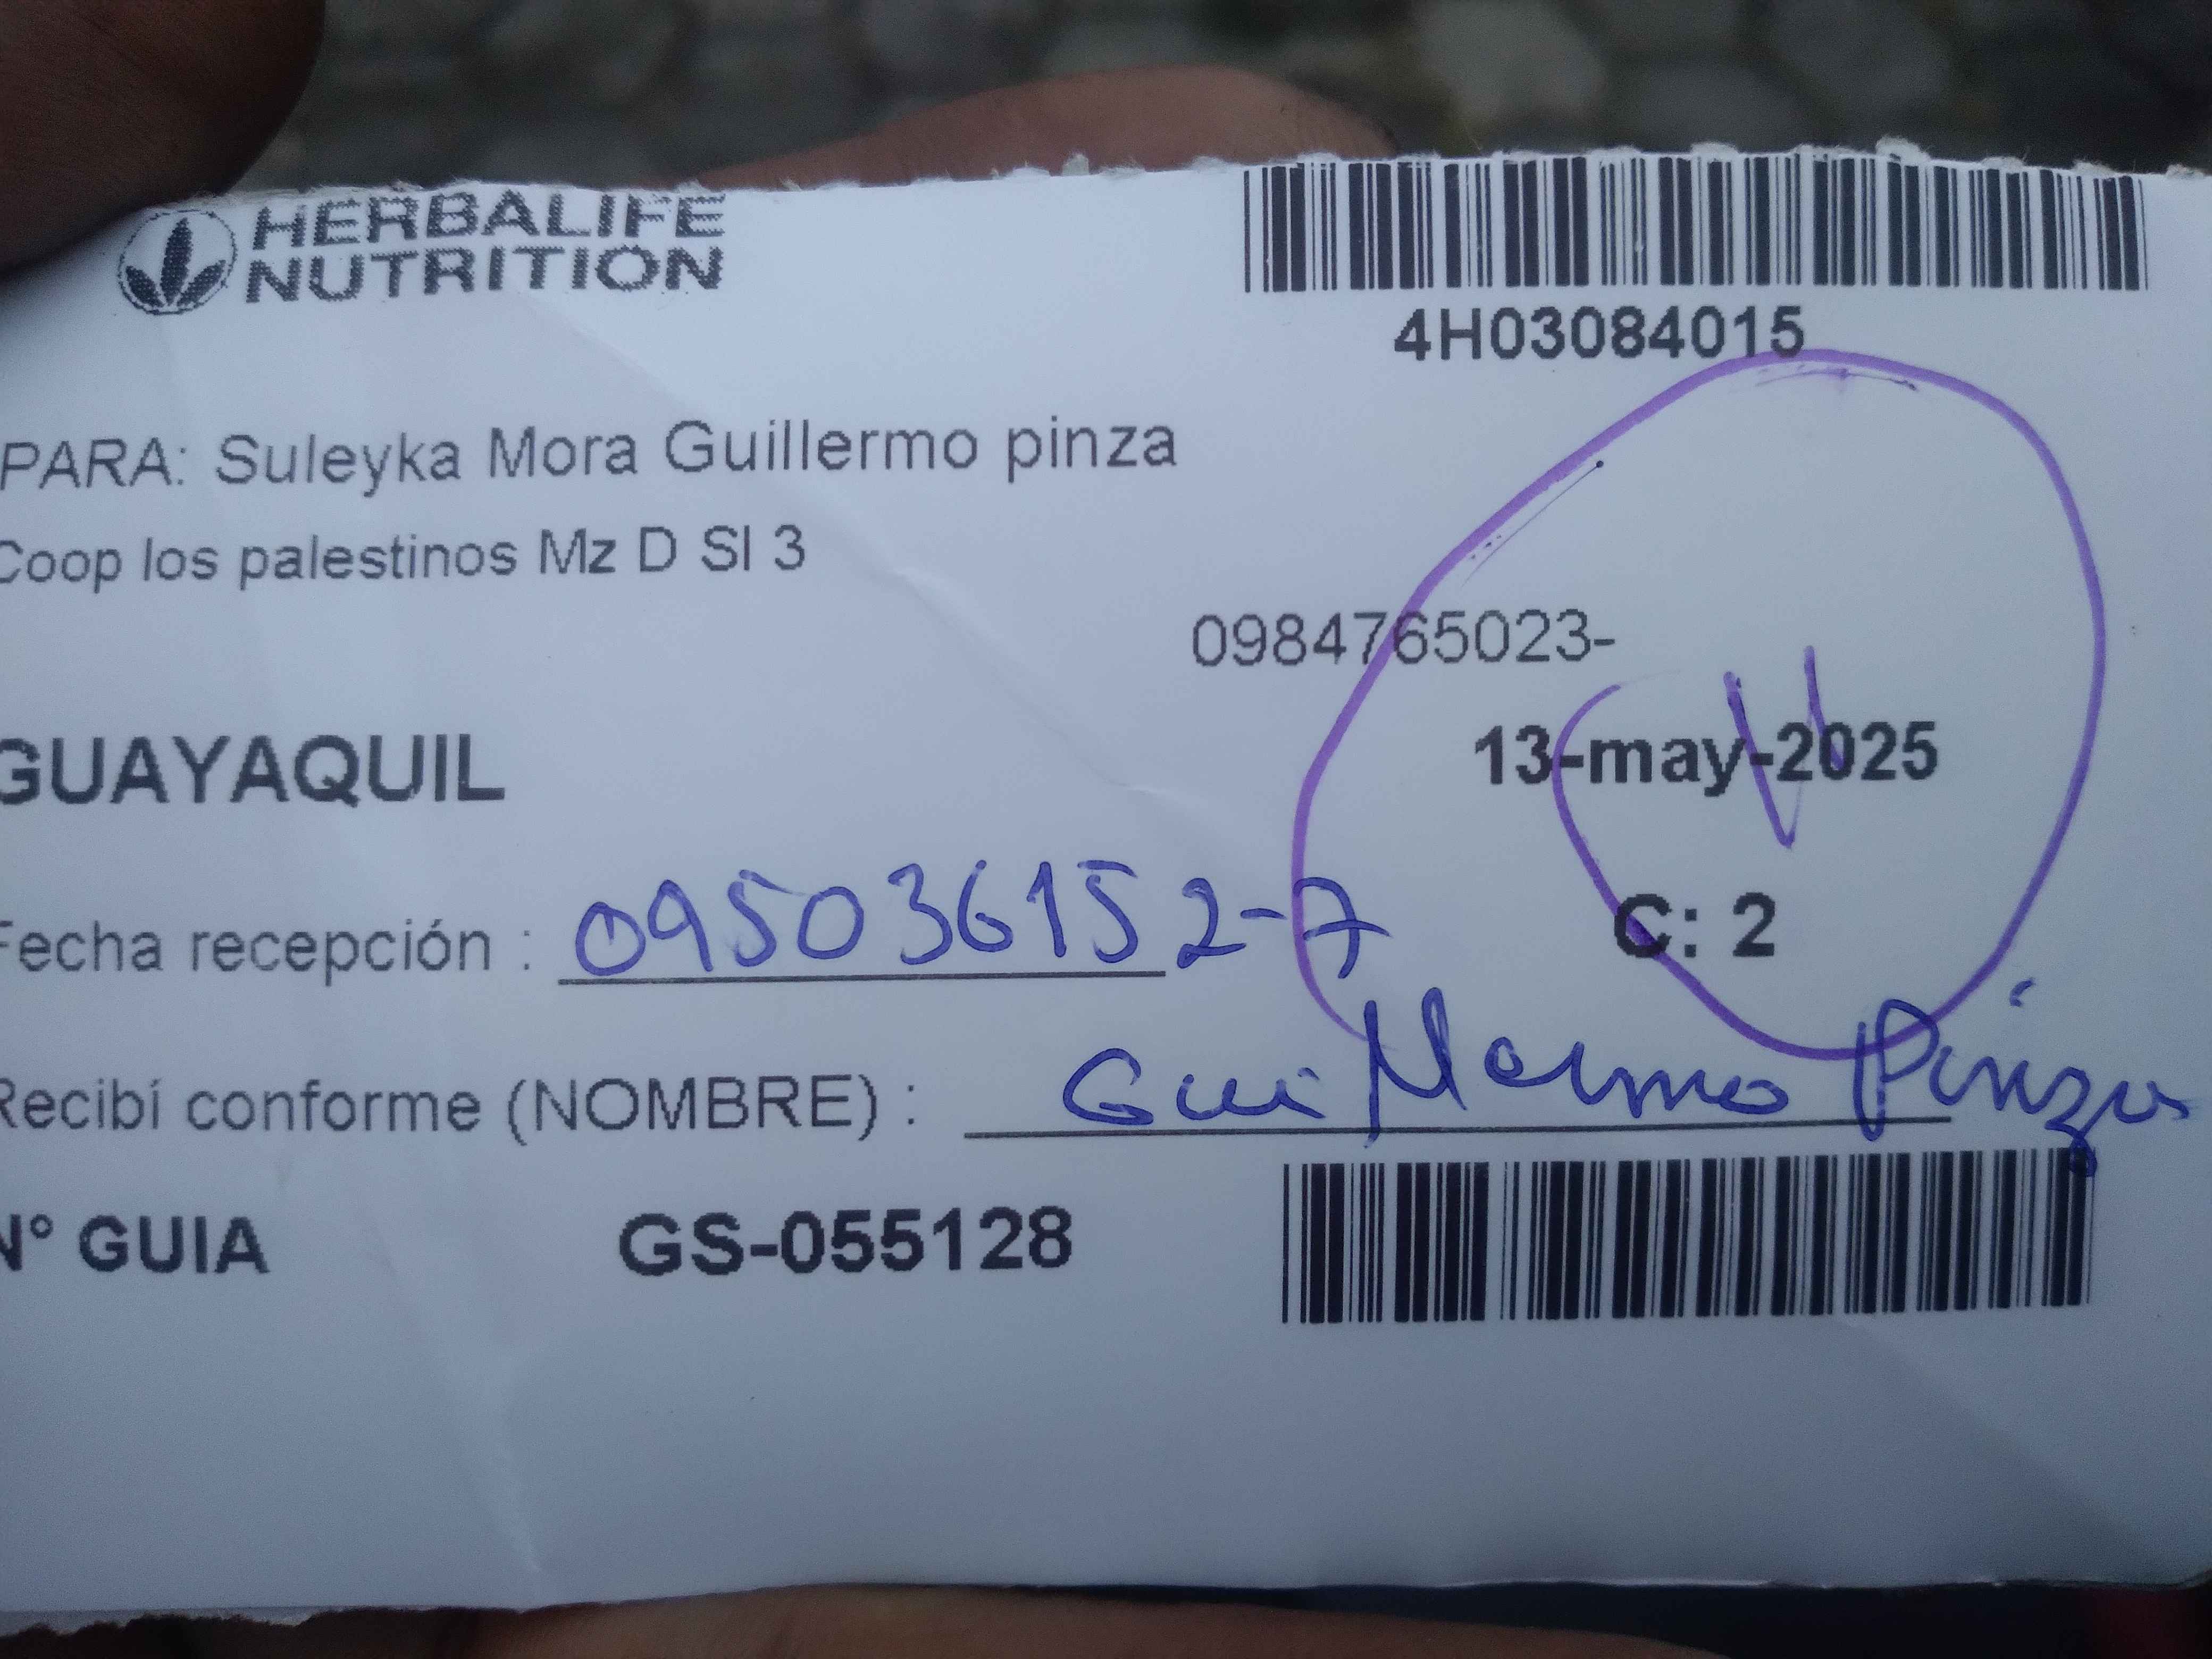 HERBALIFE
NUTRITION
4H03084015
PARA: Suleyka Mora Guillermo pinza
Coop los palestinos Mz D Sl 3
0984765023-
13-may-2025
GUAYAQUIL
C: 2
Fecha recepción : 095036152-7
Recibí conforme (NOMBRE) : Guillermo Pinza
N° GUIA GS-055128